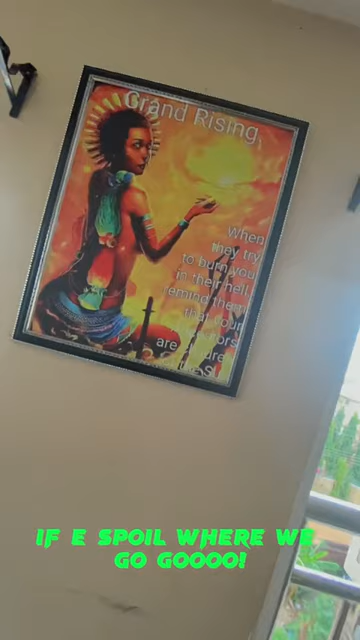 Grand Rising
When
they try
to burn you
in their hell,
remind them
that your
are
IF E SPOIL WHERE WE
GO GOOOO!